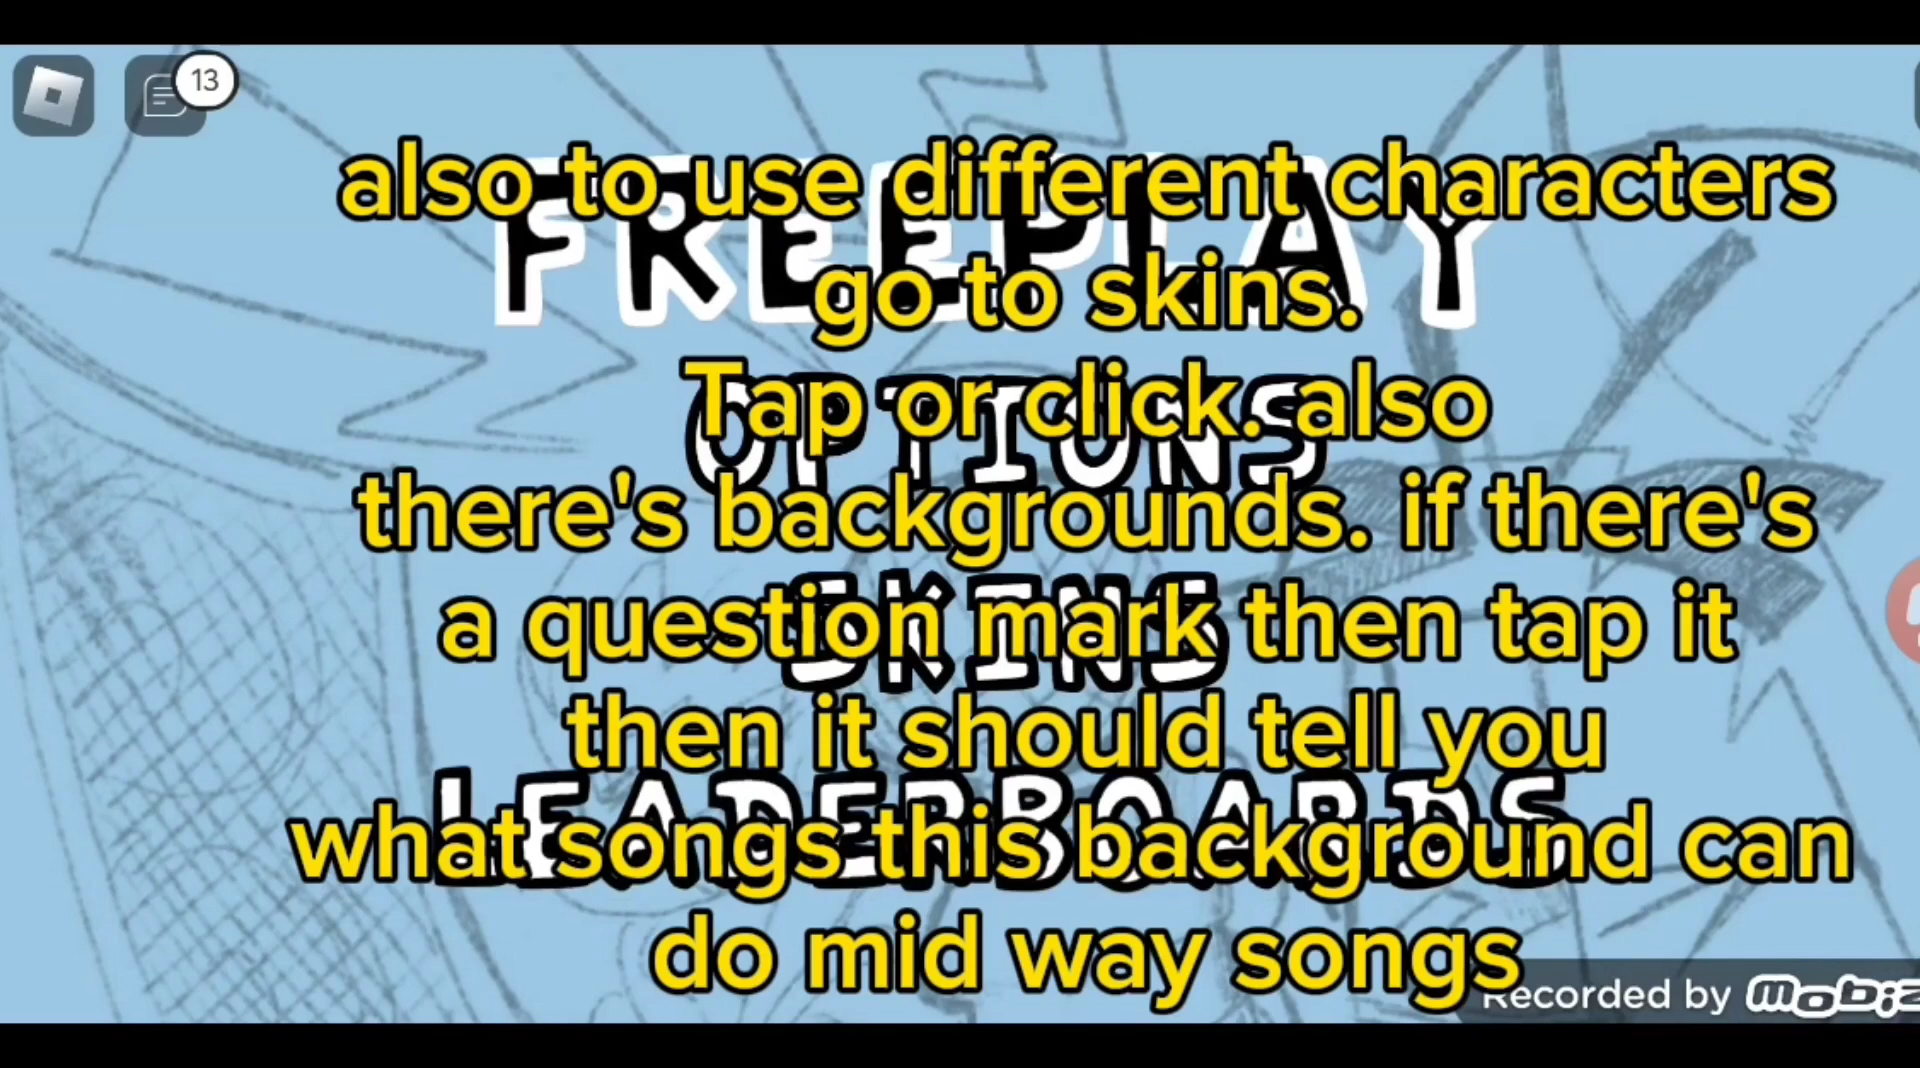 13
FREEPLAY
also to use different characters
go to skins.
OPTIONS
Tap or click. also
there's backgrounds. if there's
SKINS
a question mark then tap it
then it should tell you
LEADERBOARDS
what songs this background can
do mid way songs
Recorded by